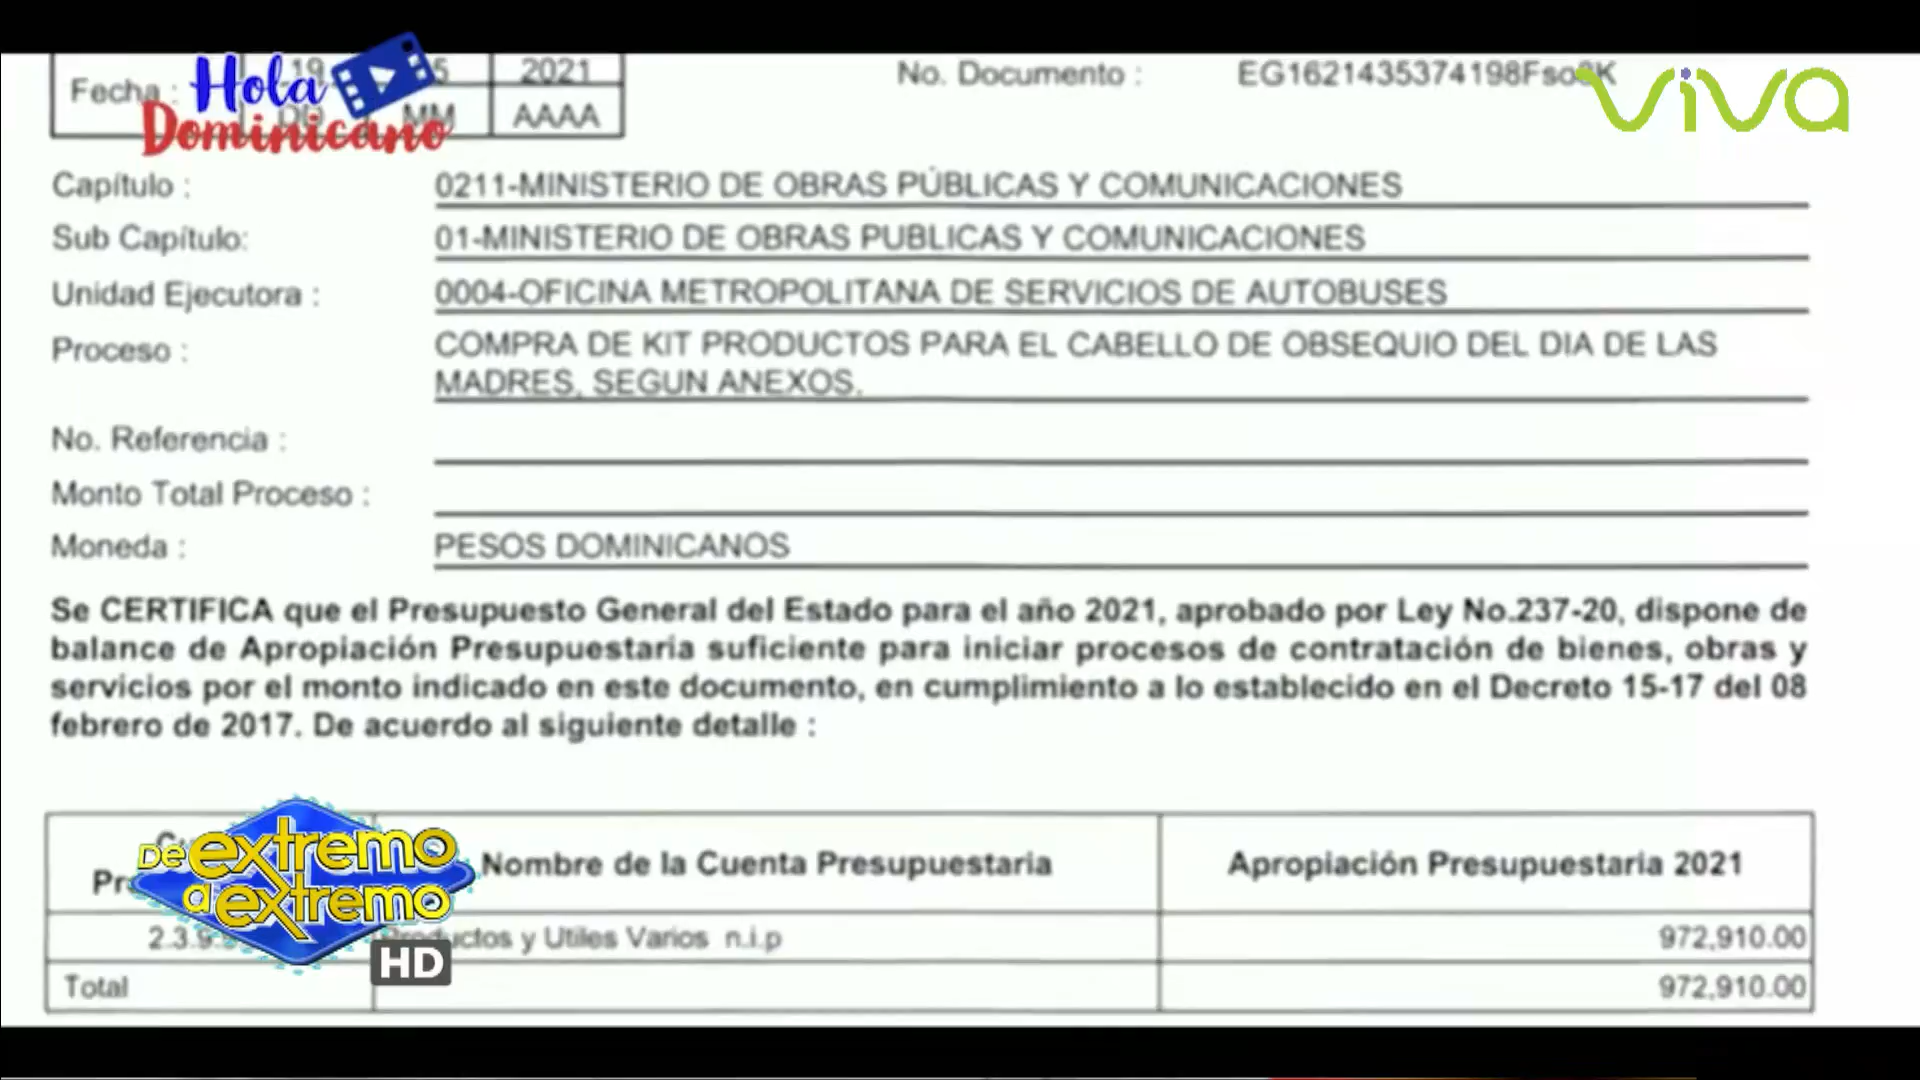 Hola
Dominicano
Fecha : 19 5 2021
DD MM AAAA
No. Documento :
viva
Capítulo : 0211-MINISTERIO DE OBRAS PÚBLICAS Y COMUNICACIONES
Sub Capítulo: 01-MINISTERIO DE OBRAS PUBLICAS Y COMUNICACIONES
Unidad Ejecutora : 0004-OFICINA METROPOLITANA DE SERVICIOS DE AUTOBUSES
Proceso : COMPRA DE KIT PRODUCTOS PARA EL CABELLO DE OBSEQUIO DEL DIA DE LAS
MADRES, SEGUN ANEXOS.
No. Referencia :
Monto Total Proceso :
Moneda : PESOS DOMINICANOS
Se CERTIFICA que el Presupuesto General del Estado para el año 2021, aprobado por Ley No.237-20, dispone de
balance de Apropiación Presupuestaria suficiente para iniciar procesos de contratación de bienes, obras y
servicios por el monto indicado en este documento, en cumplimiento a lo establecido en el Decreto 15-17 del 08
febrero de 2017. De acuerdo al siguiente detalle :
Nombre de la Cuenta Presupuestaria Apropiación Presupuestaria 2021
Productos y Utiles Varios n.i.p 972,910.00
Total 972,910.00
De extremo
a extremo
HD